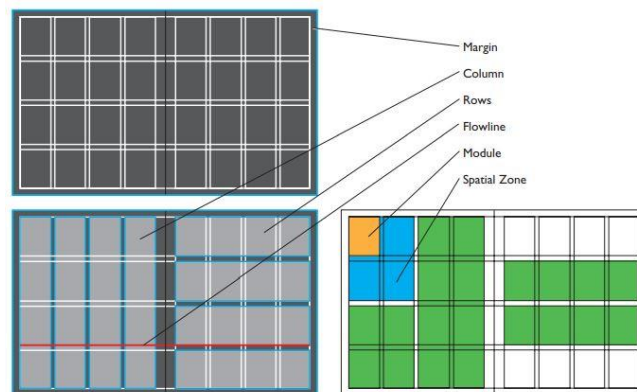 Margin
Column
Rows
Flowline
Module
Spatial Zone